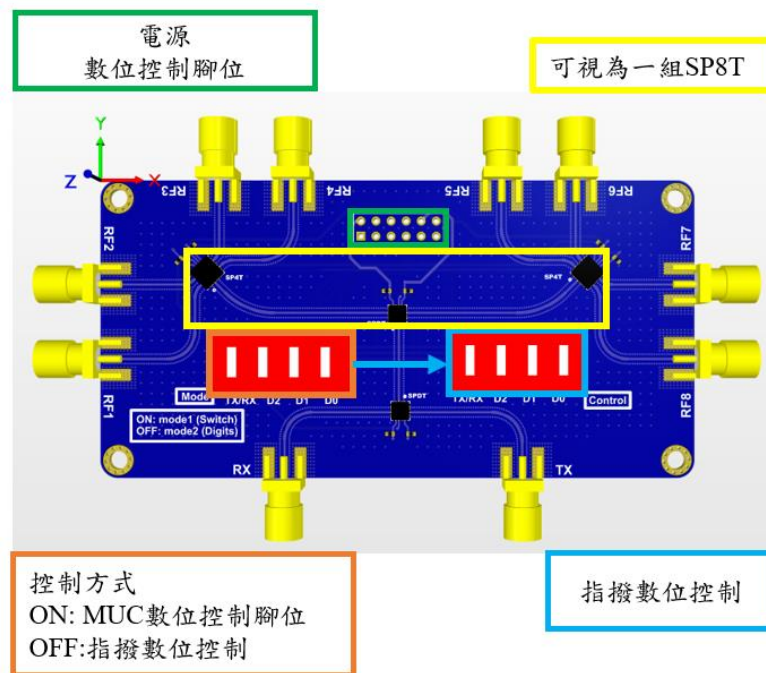 電源
數位控制腳位
可視為一組SP8T
Y
Z
X
RF3
RF4
RF5
RF6
RF2
RF7
SP4T
SP4T
Mode
TX/RX D2 D1 D0
TX/RX D2 D1 D0
Control
SPDT
RF1
RF8
ON: mode1 (Switch)
OFF: mode2 (Digits)
RX
TX
控制方式
ON: MUC數位控制腳位
OFF:指撥數位控制
指撥數位控制